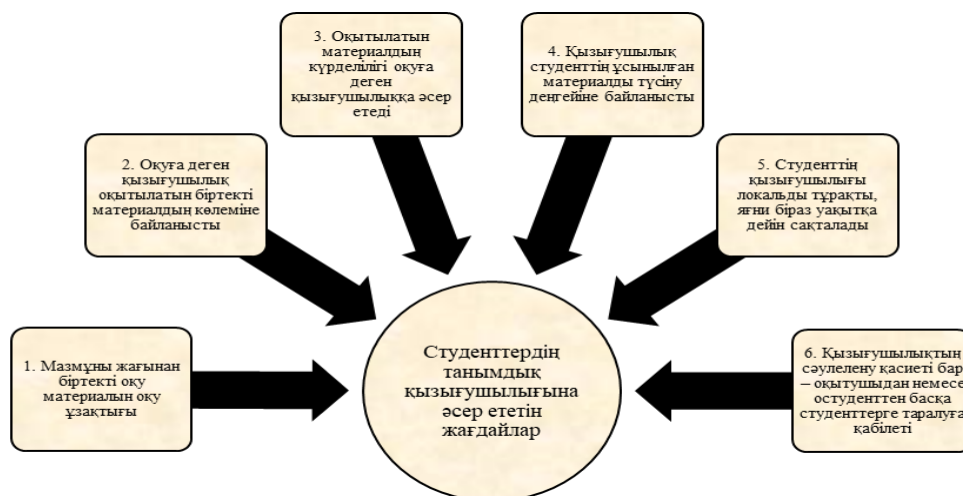 1. Мазмұны жағынан
біртекті оқу
материалын оқу
ұзақтығы
2. Оқуға деген
қызығушылық
оқытылатын біртекті
материалдың көлеміне
байланысты
3. Оқытылатын
материалдың
күрделілігі оқуға
деген
қызығушылыққа әсер
етеді
4. Қызығушылық
студенттің ұсынылған
материалды түсіну
деңгейіне байланысты
5. Студенттің
қызығушылығы
локальды тұрақты,
яғни біраз уақытқа
дейін сақталады
6. Қызығушылықтың
сәулелену қасиеті бар
– оқытушыдан немесе
остуденттен басқа
студенттерге таралуға
қабілеті
Студенттердің
танымдық
қызығушылығына
әсер ететін
жағдайлар